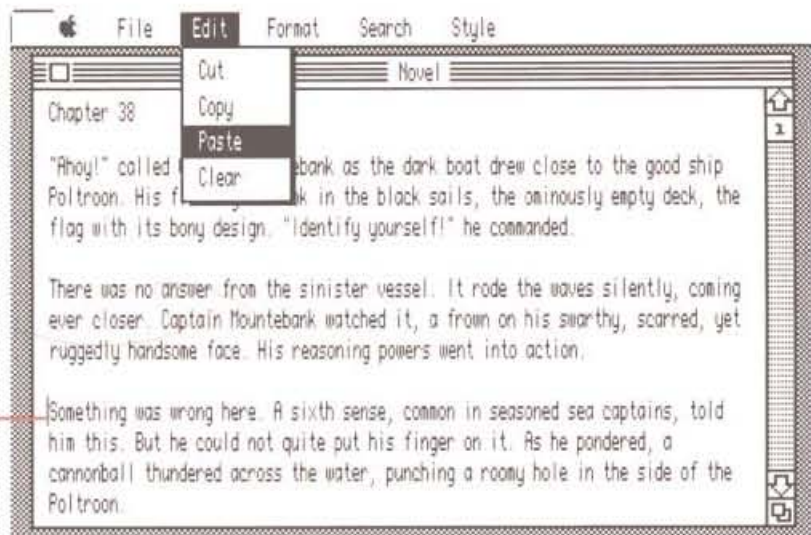 File Edit Format Search Style
Novel
Cut
Copy
Paste
Clear
Chapter 38
1
"Ahoy!" called as the dark boat drew close to the good ship
Poltroon. His in the black sails, the ominously empty deck, the
flag with its bony design. "Identify yourself!" he commanded.
There was no answer from the sinister vessel. It rode the waves silently, coming
ever closer. Captain Mountebank watched it, a frown on his swarthy, scarred, yet
ruggedly handsome face. His reasoning powers went into action.
Something was wrong here. A sixth sense, common in seasoned sea captains, told
him this. But he could not quite put his finger on it. As he pondered, a
cannonball thundered across the water, punching a roomy hole in the side of the
Poltroon.